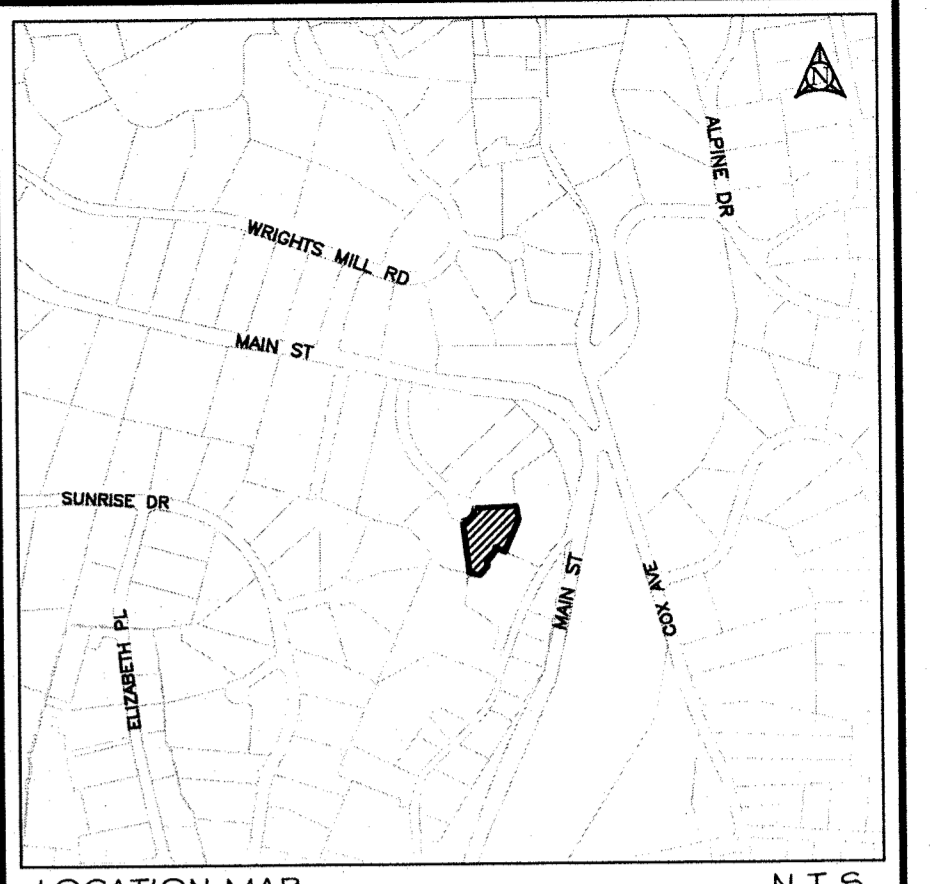 N
ALPINE DR
WRIGHTS MILL RD
MAIN ST
SUNRISE DR
MAIN ST
COX AVE
ELIZABETH PL
LOCATION MAP
N.T.S.